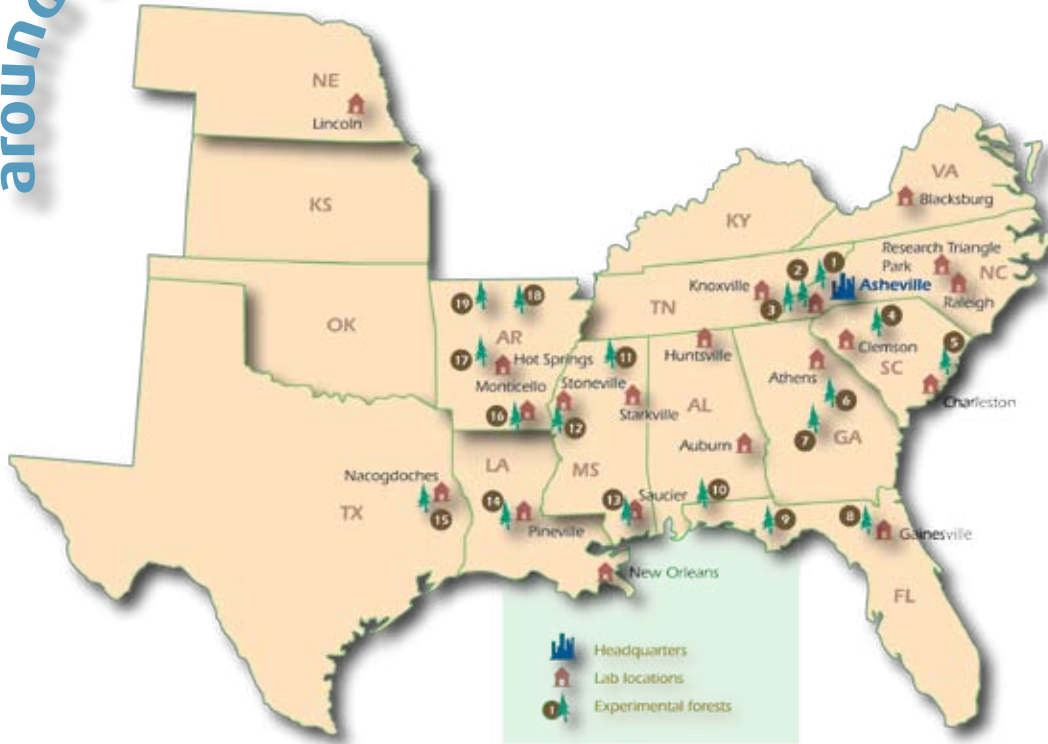 around
NE
Lincoln
KS
OK
TX
Nacogdoches
15
19
18
AR
17
Hot Springs
Monticello
16
LA
14
Pineville
New Orleans
Stoneville
11
12
Starkville
MS
13
Saucier
KY
TN
Knoxville
1
2
3
Asheville
Huntsville
AL
Auburn
10
VA
Blacksburg
Research Triangle
Park
NC
Raleigh
4
Clemson
SC
5
Charleston
Athens
6
7
GA
9
8
Gainesville
FL
Headquarters
Lab locations
1
Experimental forests